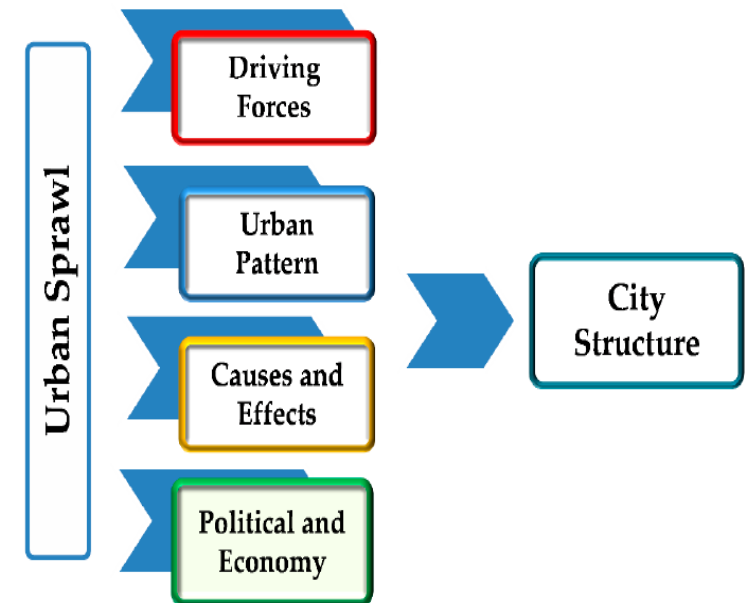 Urban Sprawl
Driving
Forces
Urban
Pattern
Causes and
Effects
Political and
Economy
City
Structure